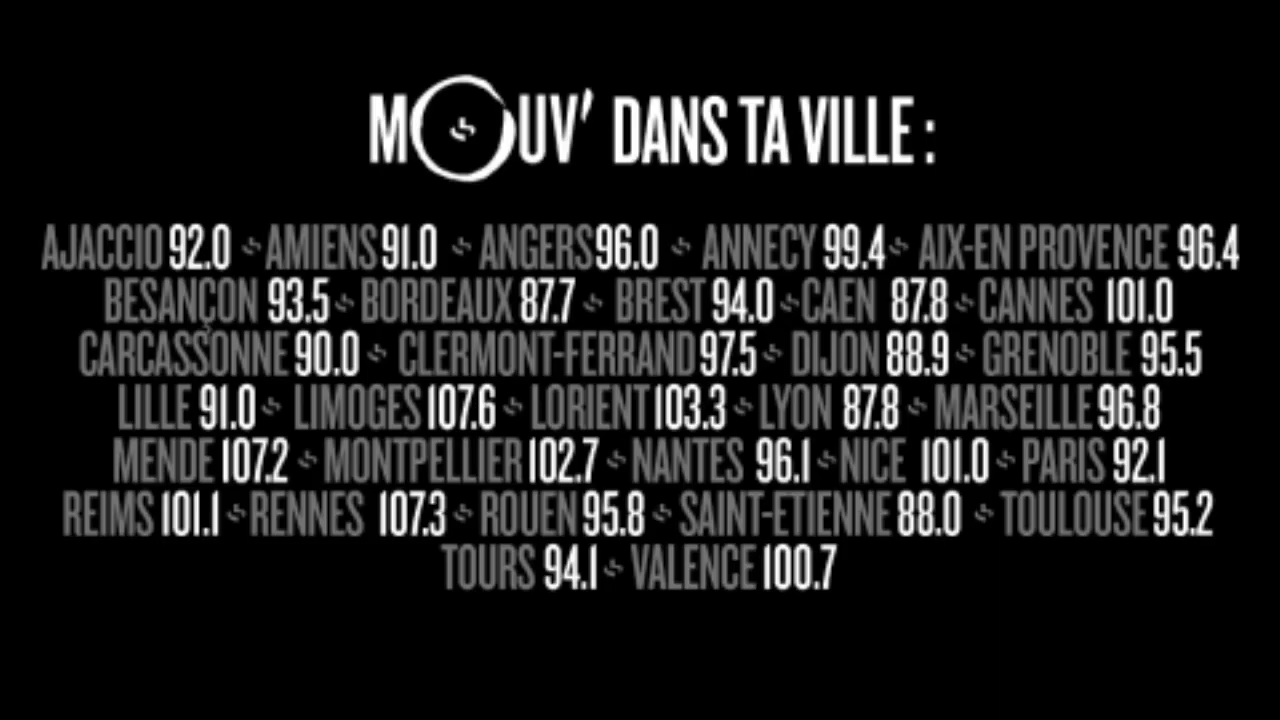 MOUV' DANS TA VILLE :
AJACCIO 92.0 AMIENS 91.0 ANGERS 96.0 ANNECY 99.4 AIX-EN PROVENCE 96.4
BESANÇON 93.5 BORDEAUX 87.7 BREST 94.0 CAEN 87.8 CANNES 101.0
CARCASSONNE 90.0 CLERMONT-FERRAND 97.5 DIJON 88.9 GRENOBLE 95.5
LILLE 91.0 LIMOGES 107.6 LORIENT 103.3 LYON 87.8 MARSEILLE 96.8
MENDE 107.2 MONTPELLIER 102.7 NANTES 96.1 NICE 101.0 PARIS 92.1
REIMS 101.1 RENNES 107.3 ROUEN 95.8 SAINT-ETIENNE 88.0 TOULOUSE 95.2
TOURS 94.1 VALENCE 100.7